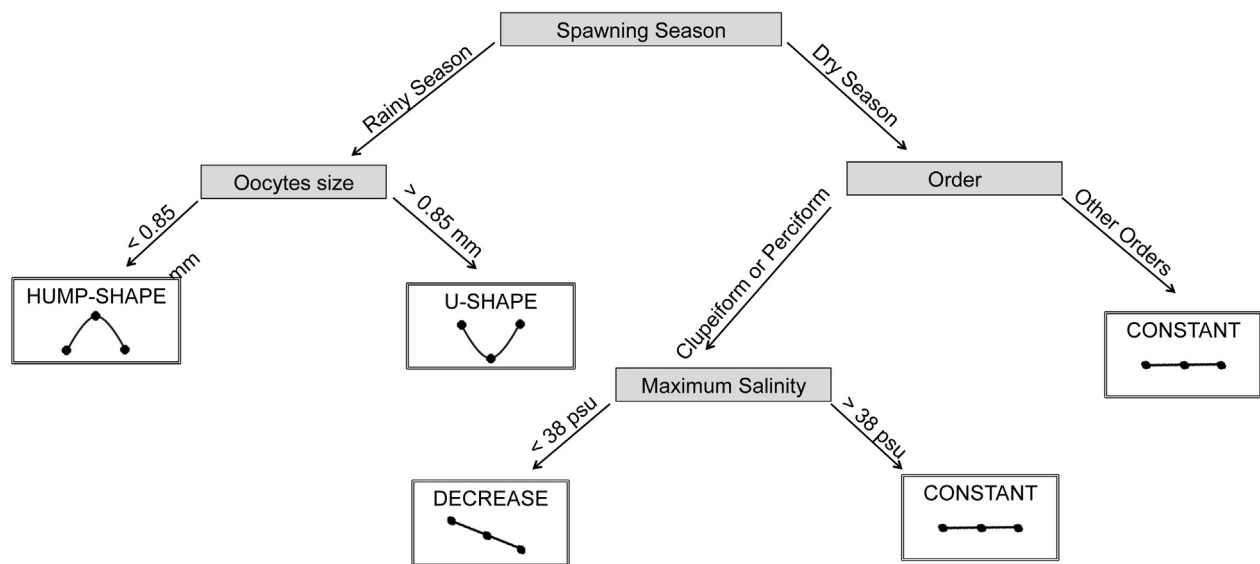 Spawning Season
Rainy Season
Dry Season
Oocytes size
Order
< 0.85 mm
> 0.85 mm
Clupeiform or Perciform
Other Orders
HUMP-SHAPE
U-SHAPE
CONSTANT
Maximum Salinity
< 38 psu
> 38 psu
DECREASE
CONSTANT